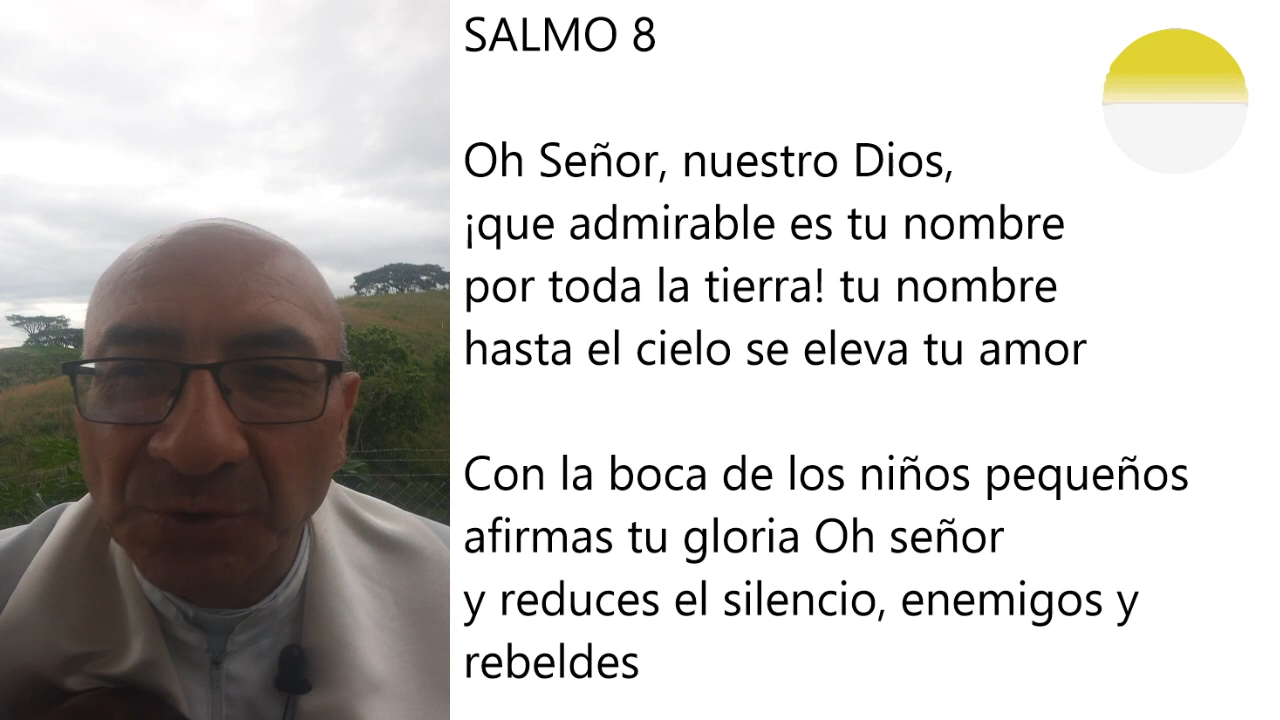 SALMO 8
Oh Señor, nuestro Dios,
¡que admirable es tu nombre
por toda la tierra! tu nombre
hasta el cielo se eleva tu amor
Con la boca de los niños pequeños
afirmas tu gloria Oh señor
y reduces el silencio, enemigos y
rebeldes